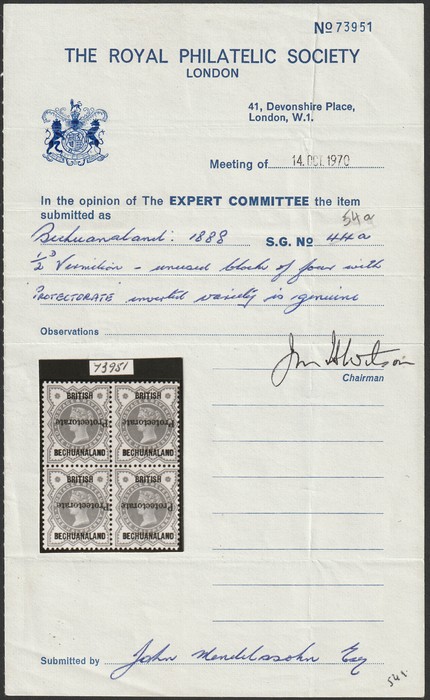 No 73951
THE ROYAL PHILATELIC SOCIETY
LONDON
41, Devonshire Place,
London, W.1.
Meeting of 14. OCT. 1970
In the opinion of The EXPERT COMMITTEE the item
submitted as
54a
Bechuanaland: 1888 S.G. No 44a
½d Vermilion - unused block of four with
'PROTECTORATE' inverted variety is genuine
Observations
Chairman
73951
BRITISH BRITISH
Protectorate Protectorate
BECHUANALAND BECHUANALAND
BRITISH BRITISH
Protectorate Protectorate
BECHUANALAND BECHUANALAND
Submitted by John Mendelssohn Esq